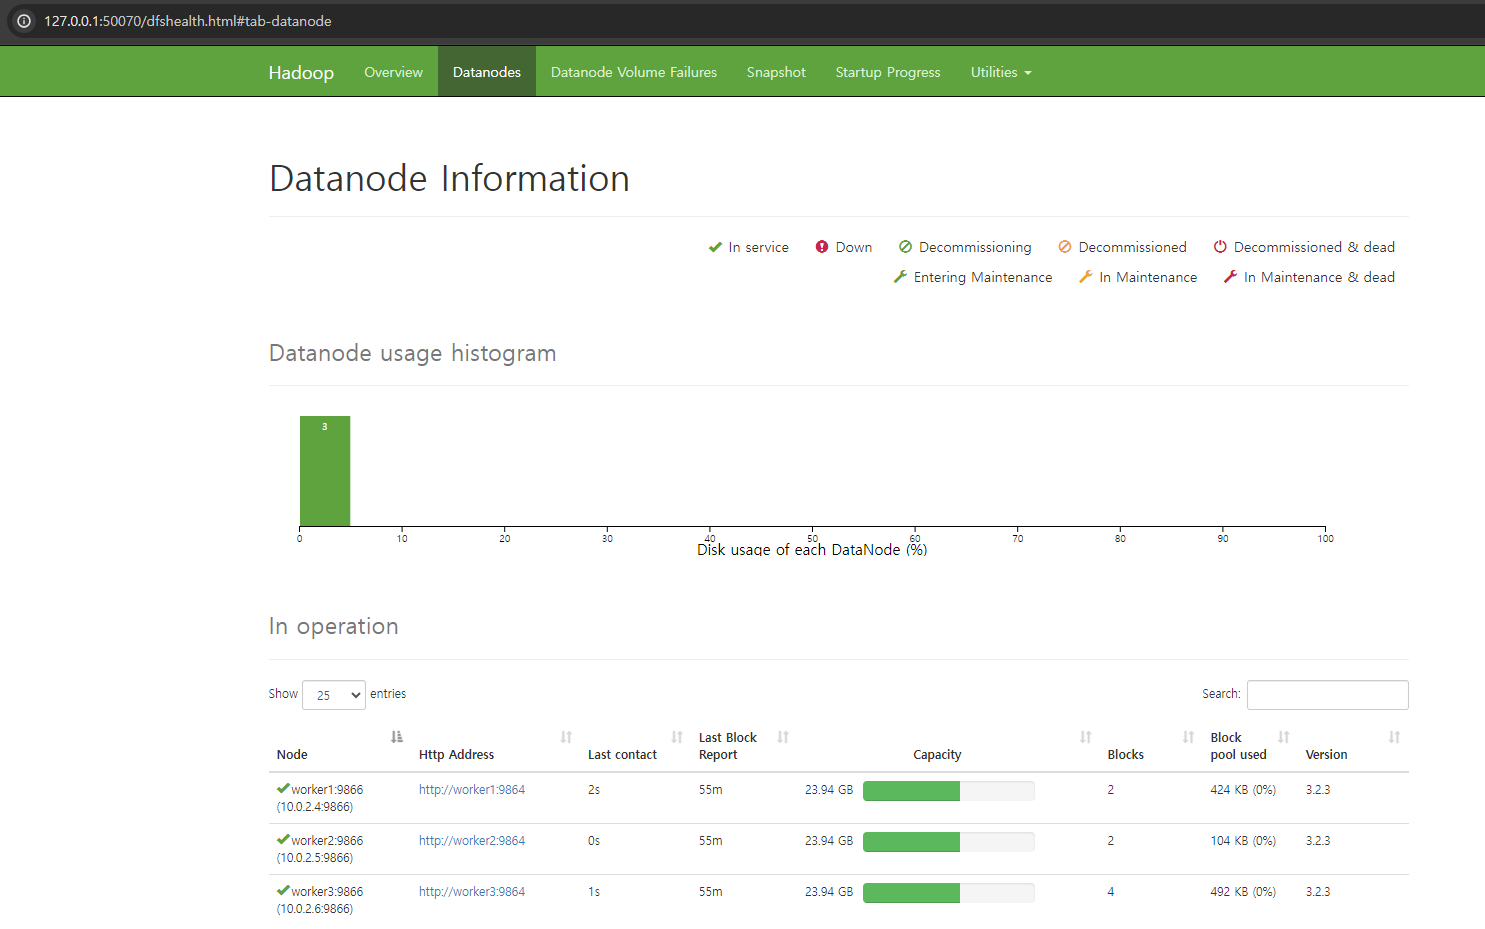 127.0.0.1:50070/dfshealth.html#tab-datanode
Hadoop Overview Datanodes Datanode Volume Failures Snapshot Startup Progress Utilities
Datanode Information
In service Down Decommissioning Decommissioned Decommissioned & dead
Entering Maintenance In Maintenance In Maintenance & dead
Datanode usage histogram
3
0 10 20 30 40 50 60 70 80 90 100
Disk usage of each DataNode (%)
In operation
Show 25 entries Search:
Node Http Address Last contact Last Block Report Capacity Blocks Block pool used Version
worker1:9866 http://worker1:9864 2s 55m 23.94 GB 2 424 KB (0%) 3.2.3
(10.0.2.4:9866)
worker2:9866 http://worker2:9864 0s 55m 23.94 GB 2 104 KB (0%) 3.2.3
(10.0.2.5:9866)
worker3:9866 http://worker3:9864 1s 55m 23.94 GB 4 492 KB (0%) 3.2.3
(10.0.2.6:9866)